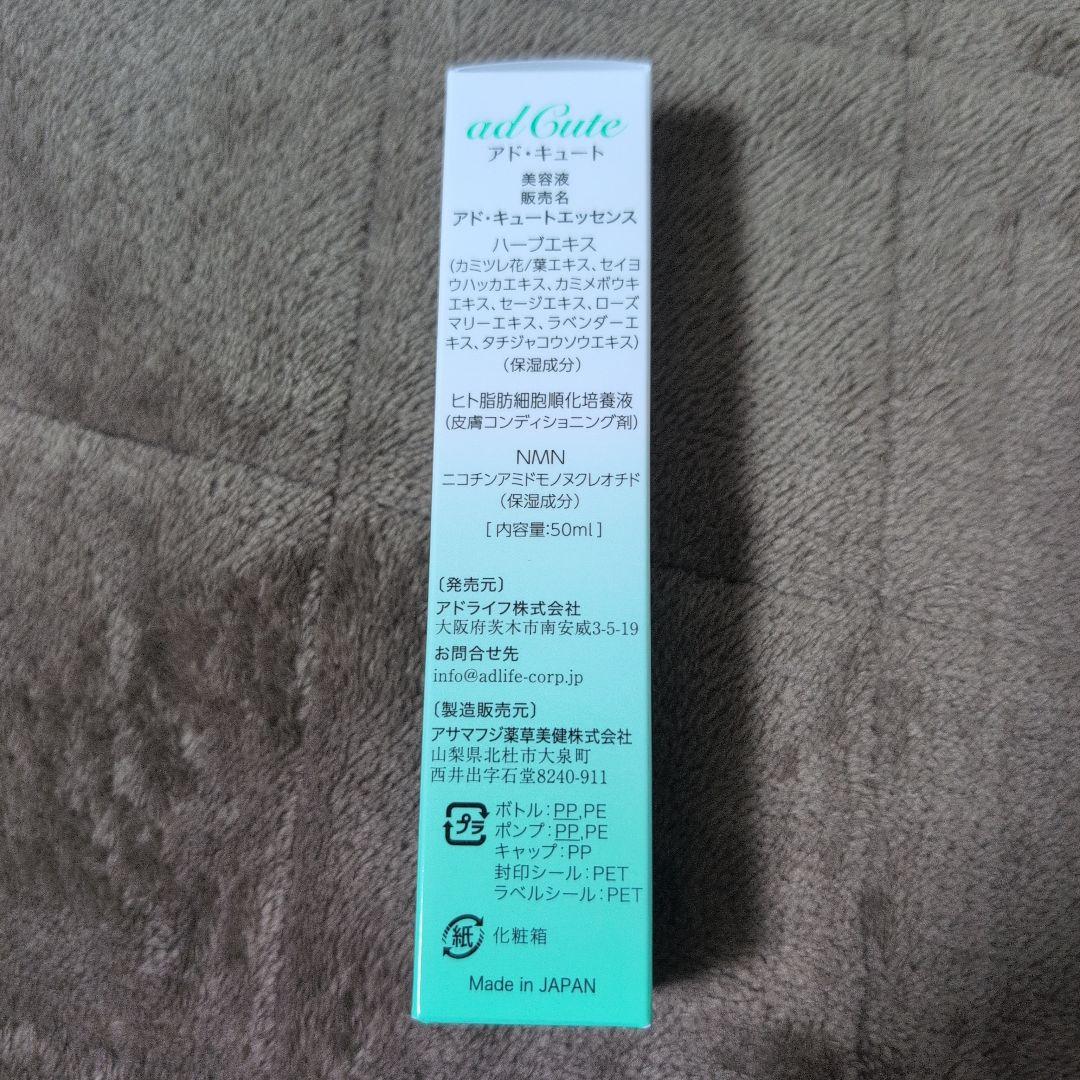 ad Cute
アド・キュート
美容液
販売名
アド・キュートエッセンス
ハーブエキス
(カミツレ花/葉エキス、セイヨ
ウハッカエキス、カミメボウキ
エキス、セージエキス、ローズ
マリーエキス、ラベンダーエ
キス、タチジャコウソウエキス)
(保湿成分)
ヒト脂肪細胞順化培養液
(皮膚コンディショニング剤)
NMN
ニコチンアミドモノヌクレオチド
(保湿成分)
[ 内容量:50ml ]
〔発売元〕
アドライフ株式会社
大阪府茨木市南安威3-5-19
お問合せ先
info@adlife-corp.jp
〔製造販売元〕
アサマフジ薬草美健株式会社
山梨県北杜市大泉町
西井出字石堂8240-911
プラ
ボトル:PP,PE
ポンプ:PP,PE
キャップ:PP
封印シール:PET
ラベルシール:PET
紙 化粧箱
Made in JAPAN